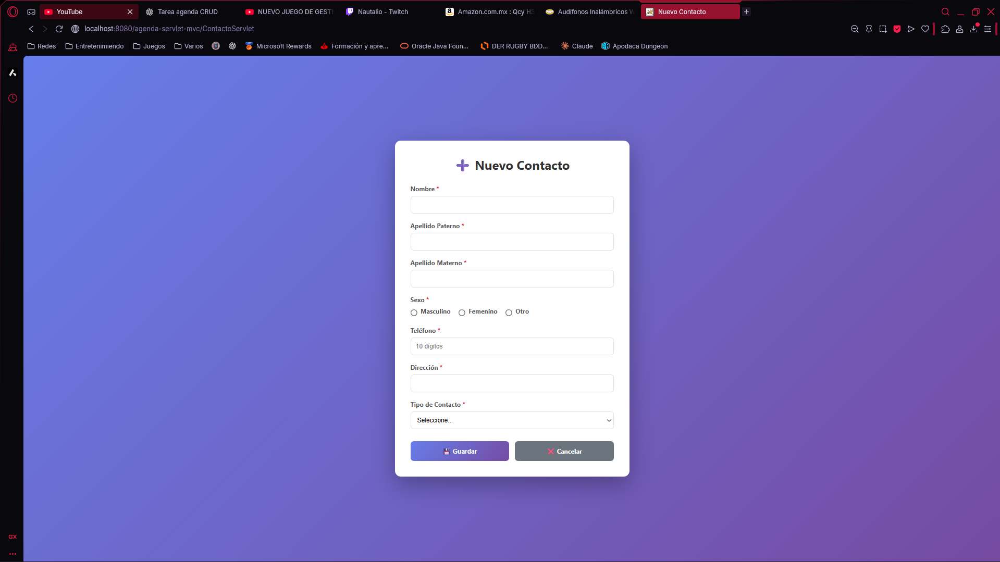 YouTube
Tarea agenda CRUD
NUEVO JUEGO DE GESTI
Nautalio - Twitch
Amazon.com.mx : Qcy H3
Audífonos Inalámbricos W
Nuevo Contacto
localhost:8080/agenda-servlet-mvc/ContactoServlet
Redes
Entretenimiento
Juegos
Varios
Microsoft Rewards
Formación y apre...
Oracle Java Foun...
DER RUGBY BDD...
Claude
Apodaca Dungeon
Nuevo Contacto
Nombre *
Apellido Paterno *
Apellido Materno *
Sexo *
Masculino Femenino Otro
Teléfono *
10 dígitos
Dirección *
Tipo de Contacto *
Seleccione...
Guardar
Cancelar
GX